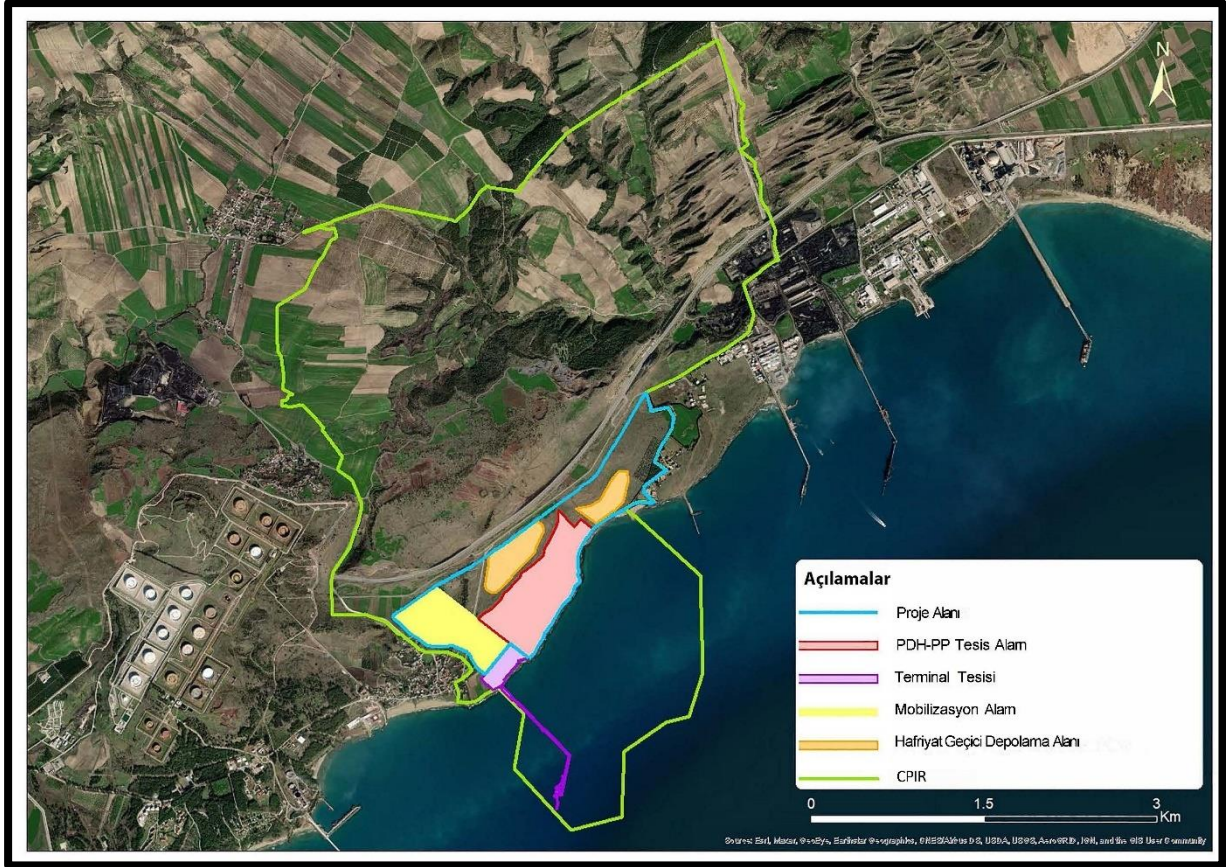 N
Açılamalar
Proje Alanı
PDH-PP Tesis Alanı
Terminal Tesisi
Mobilizasyon Alanı
Hafriyat Geçici Depolama Alanı
CPIR
0 1.5 3
Km
Source: Esri, Maxar, GeoEye, Earthstar Geographics, CNES/Airbus DS, USDA, USGS, AeroGRID, IGN, and the GIS User Community